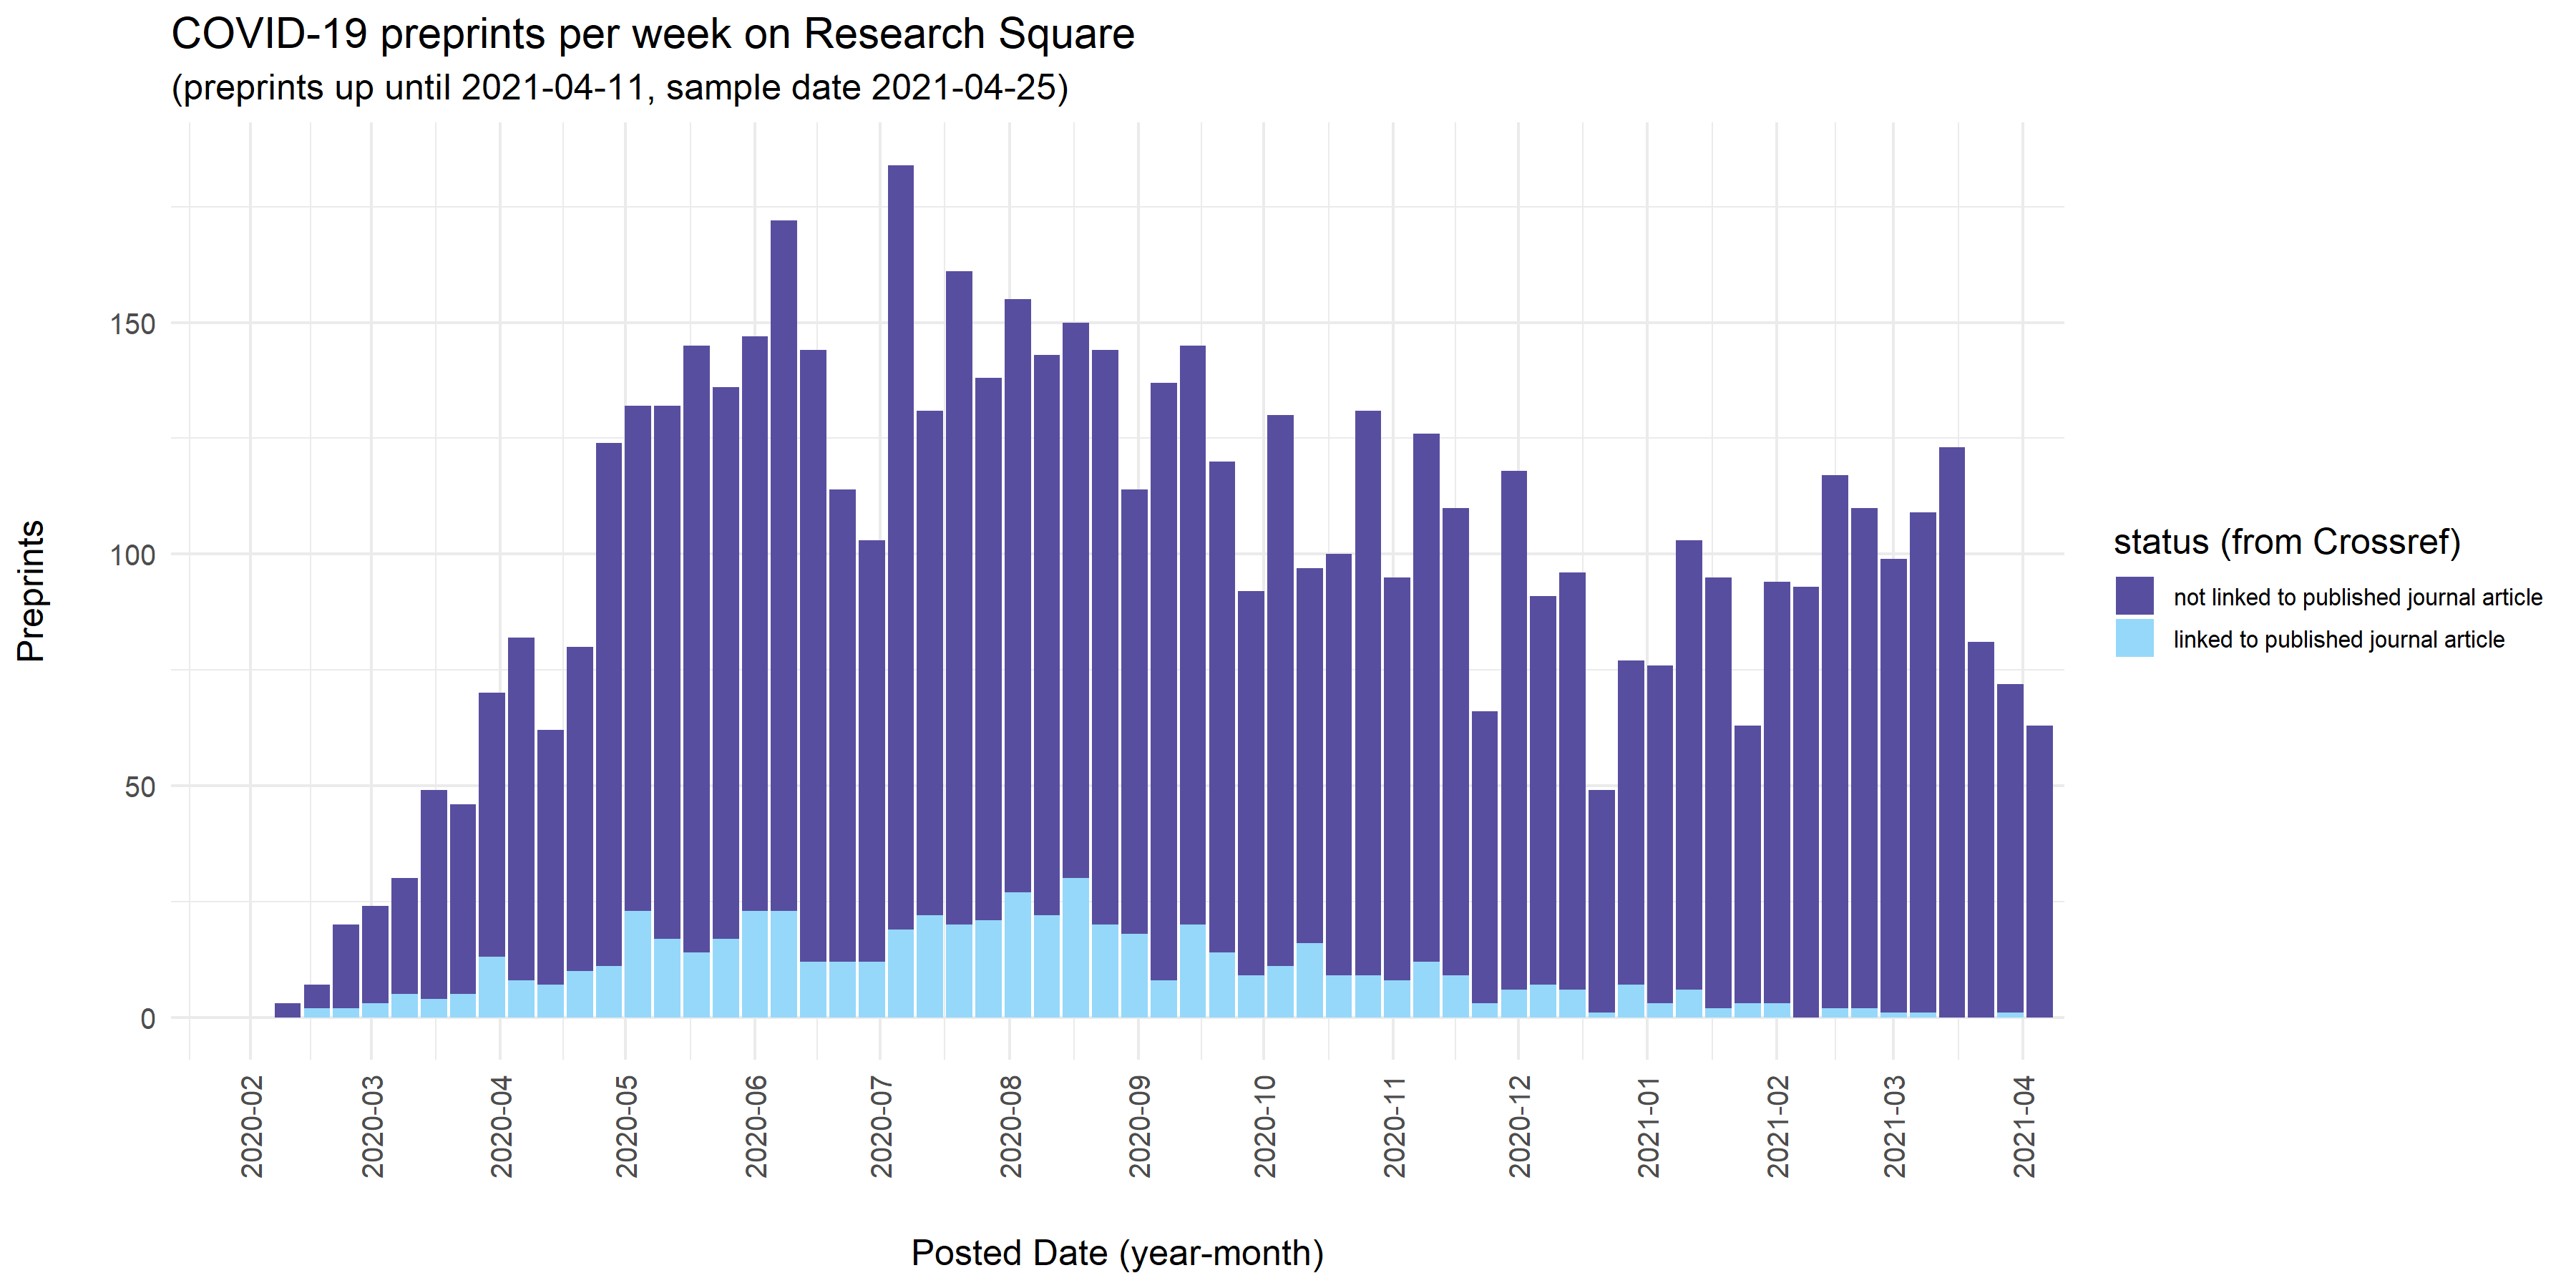 COVID-19 preprints per week on Research Square
(preprints up until 2021-04-11, sample date 2021-04-25)
Preprints
150
100
50
0
2020-02
2020-03
2020-04
2020-05
2020-06
2020-07
2020-08
2020-09
2020-10
2020-11
2020-12
2021-01
2021-02
2021-03
2021-04
Posted Date (year-month)
status (from Crossref)
not linked to published journal article
linked to published journal article